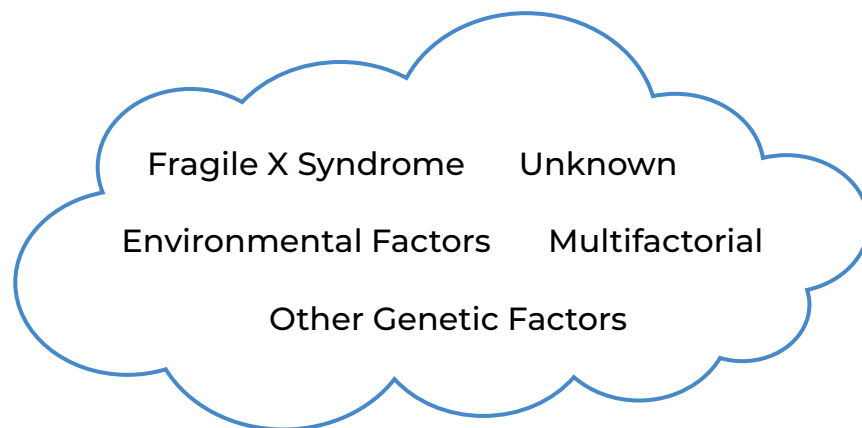 Fragile X Syndrome Unknown
Environmental Factors Multifactorial
Other Genetic Factors